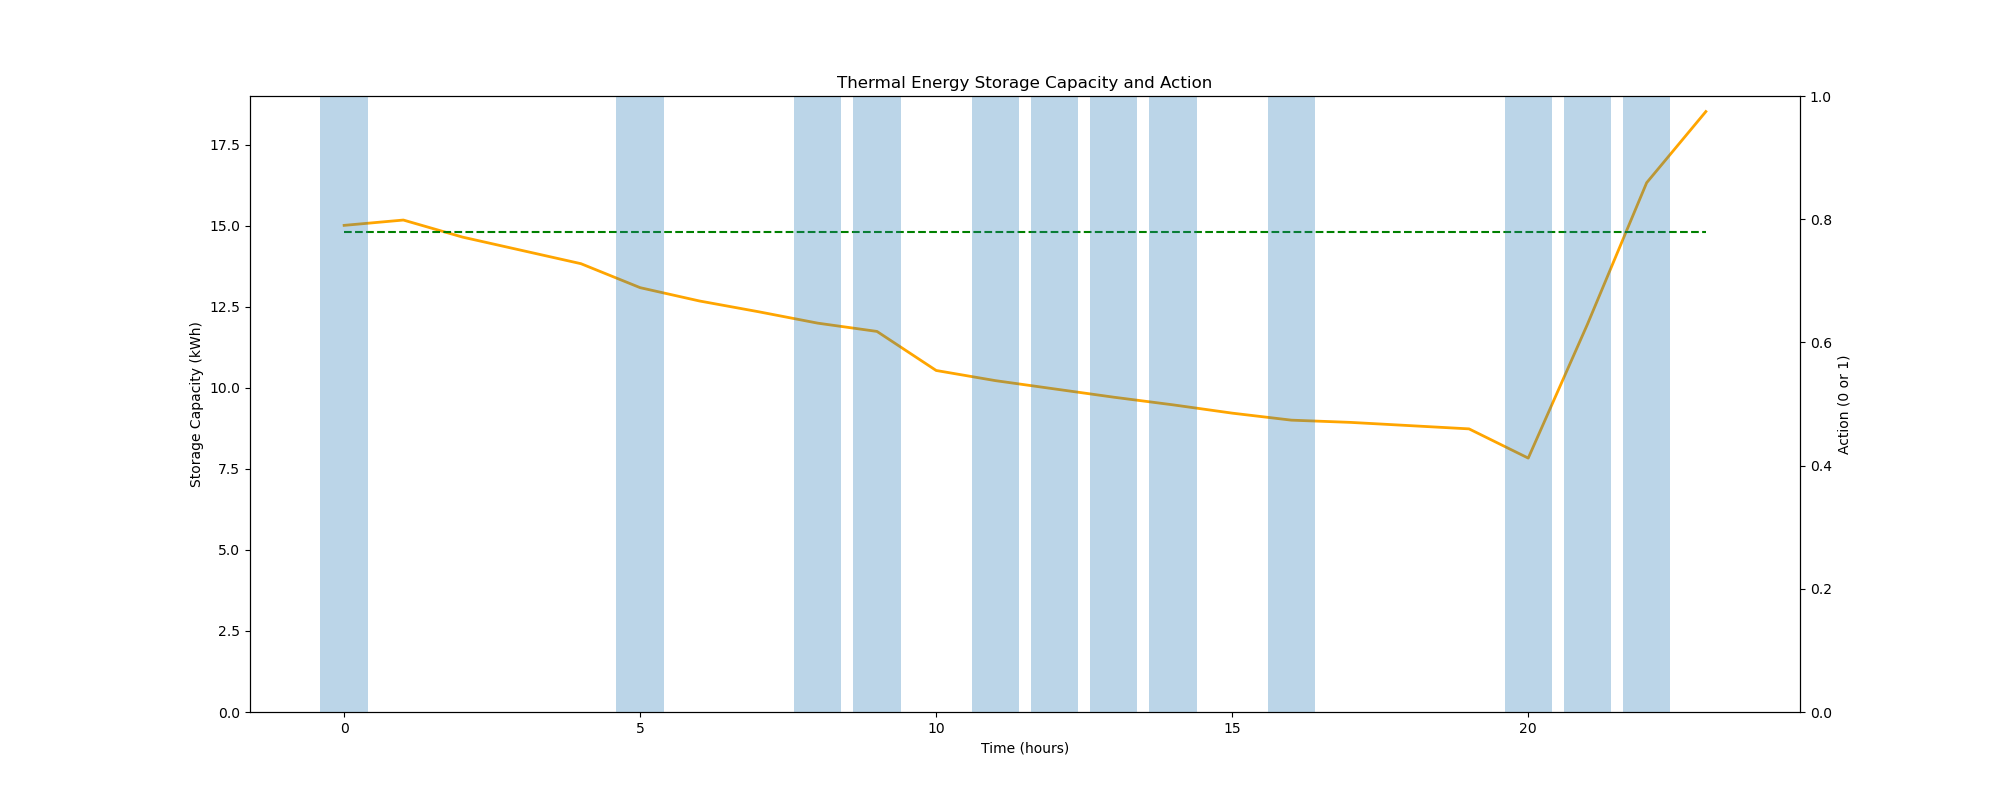 Thermal Energy Storage Capacity and Action
Storage Capacity (kWh)
17.5
15.0
12.5
10.0
7.5
5.0
2.5
0.0
1.0
0.8
0.6
0.4
0.2
0.0
Action (0 or 1)
0 5 10 15 20
Time (hours)